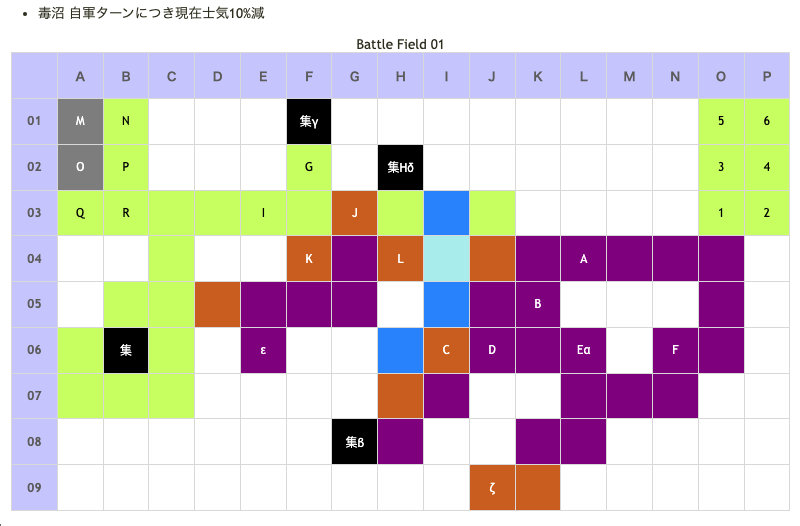 毒沼 自軍ターンにつき現在士気10%減
Battle Field 01
A B C D E F G H I J K L M N O P
01 M N 集γ 5 6
02 O P G 集Hδ 3 4
03 Q R I J 1 2
04 K L A
05 B
06 集 ε C D Eα F
07
08 集β
09 ζ